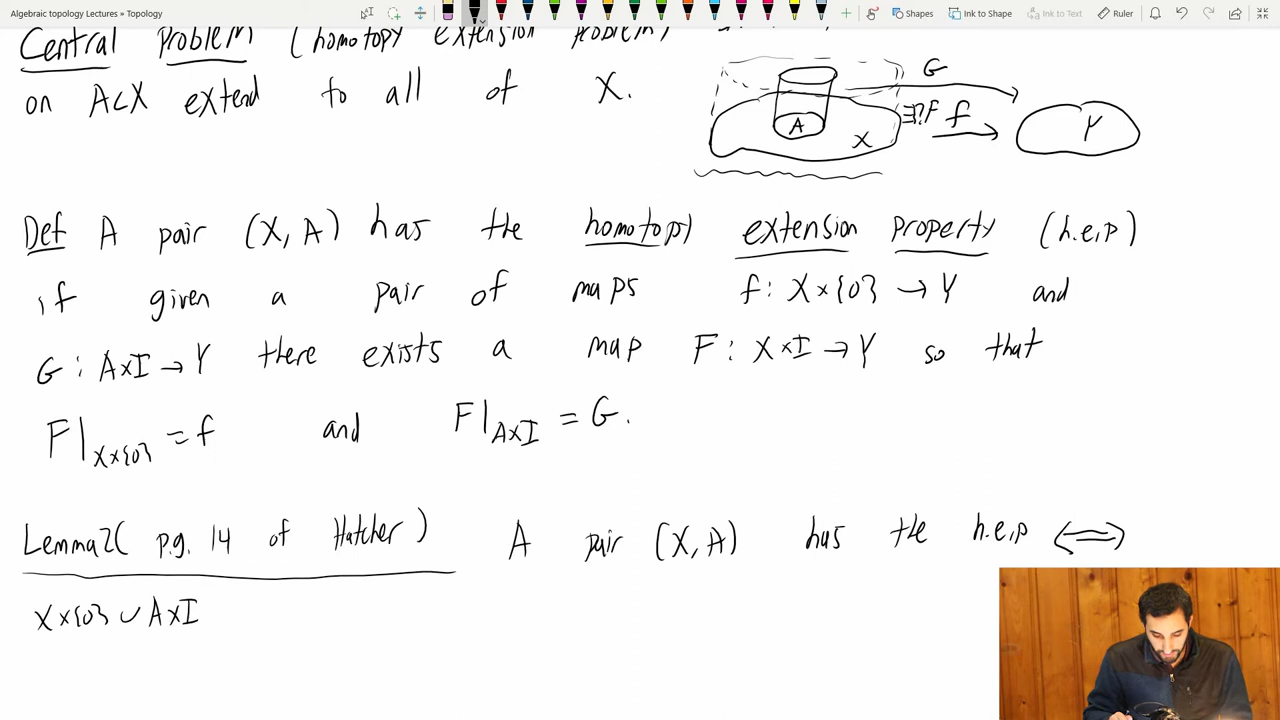 Algebraic topology Lectures » Topology
Shapes
Ink to Shape
Ink to Text
Ruler
Central Problem (homotopy extension problem)
on A⊂X extend to all of X.
G
A
X
∃?F f
Y
Def A pair (X, A) has the homotopy extension property (h.e.p)
if given a pair of maps f: X×{0} → Y and
G: A×I → Y there exists a map F: X×I → Y so that
F|X×{0} = f and F|A×I = G.
Lemma 2 (p.g. 14 of Hatcher) A pair (X, A) has the h.e.p ⟺
X×{0} ∪ A×I